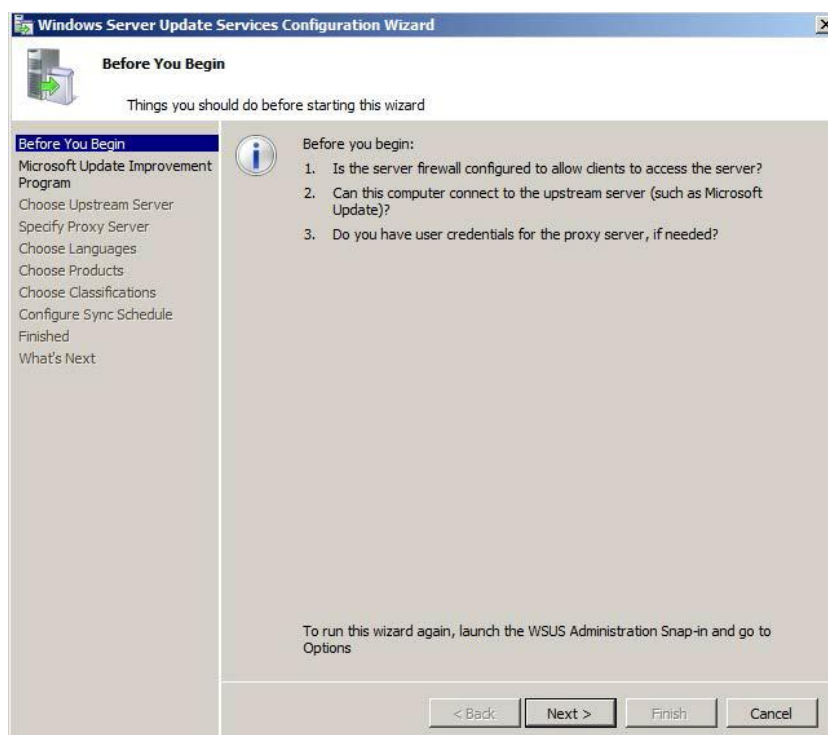 Windows Server Update Services Configuration Wizard
Before You Begin
Things you should do before starting this wizard
Before You Begin
Microsoft Update Improvement
Program
Choose Upstream Server
Specify Proxy Server
Choose Languages
Choose Products
Choose Classifications
Configure Sync Schedule
Finished
What's Next
Before you begin:
1. Is the server firewall configured to allow clients to access the server?
2. Can this computer connect to the upstream server (such as Microsoft
Update)?
3. Do you have user credentials for the proxy server, if needed?
To run this wizard again, launch the WSUS Administration Snap-in and go to
Options
< Back
Next >
Finish
Cancel